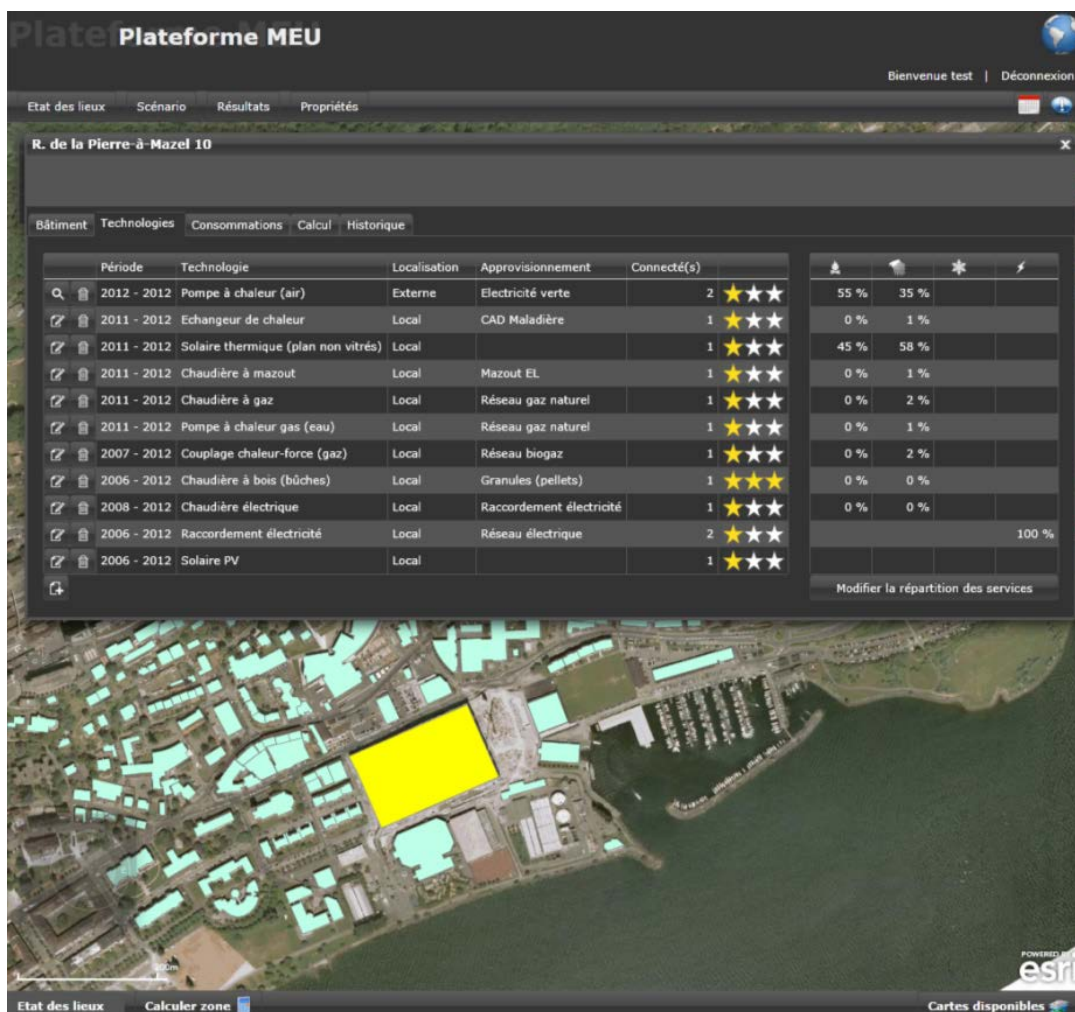 Plateforme MEU
Bienvenue test | Déconnexion
Etat des lieux Scénario Résultats Propriétés
R. de la Pierre-à-Mazel 10 x
Bâtiment Technologies Consommations Calcul Historique
Période Technologie Localisation Approvisionnement Connecté(s)
2012 - 2012 Pompe à chaleur (air) Externe Electricité verte 2 55 % 35 %
2011 - 2012 Echangeur de chaleur Local CAD Maladière 1 0 % 1 %
2011 - 2012 Solaire thermique (plan non vitrés) Local 1 45 % 58 %
2011 - 2012 Chaudière à mazout Local Mazout EL 1 0 % 1 %
2011 - 2012 Chaudière à gaz Local Réseau gaz naturel 1 0 % 2 %
2011 - 2012 Pompe à chaleur gas (eau) Local Réseau gaz naturel 1 0 % 1 %
2007 - 2012 Couplage chaleur-force (gaz) Local Réseau biogaz 1 0 % 2 %
2006 - 2012 Chaudière à bois (bûches) Local Granules (pellets) 1 0 % 0 %
2008 - 2012 Chaudière électrique Local Raccordement électricité 1 0 % 0 %
2006 - 2012 Raccordement électricité Local Réseau électrique 2 100 %
2006 - 2012 Solaire PV Local 1
Modifier la répartition des services
200m
POWERED BY
esri
Etat des lieux Calculer zone Cartes disponibles